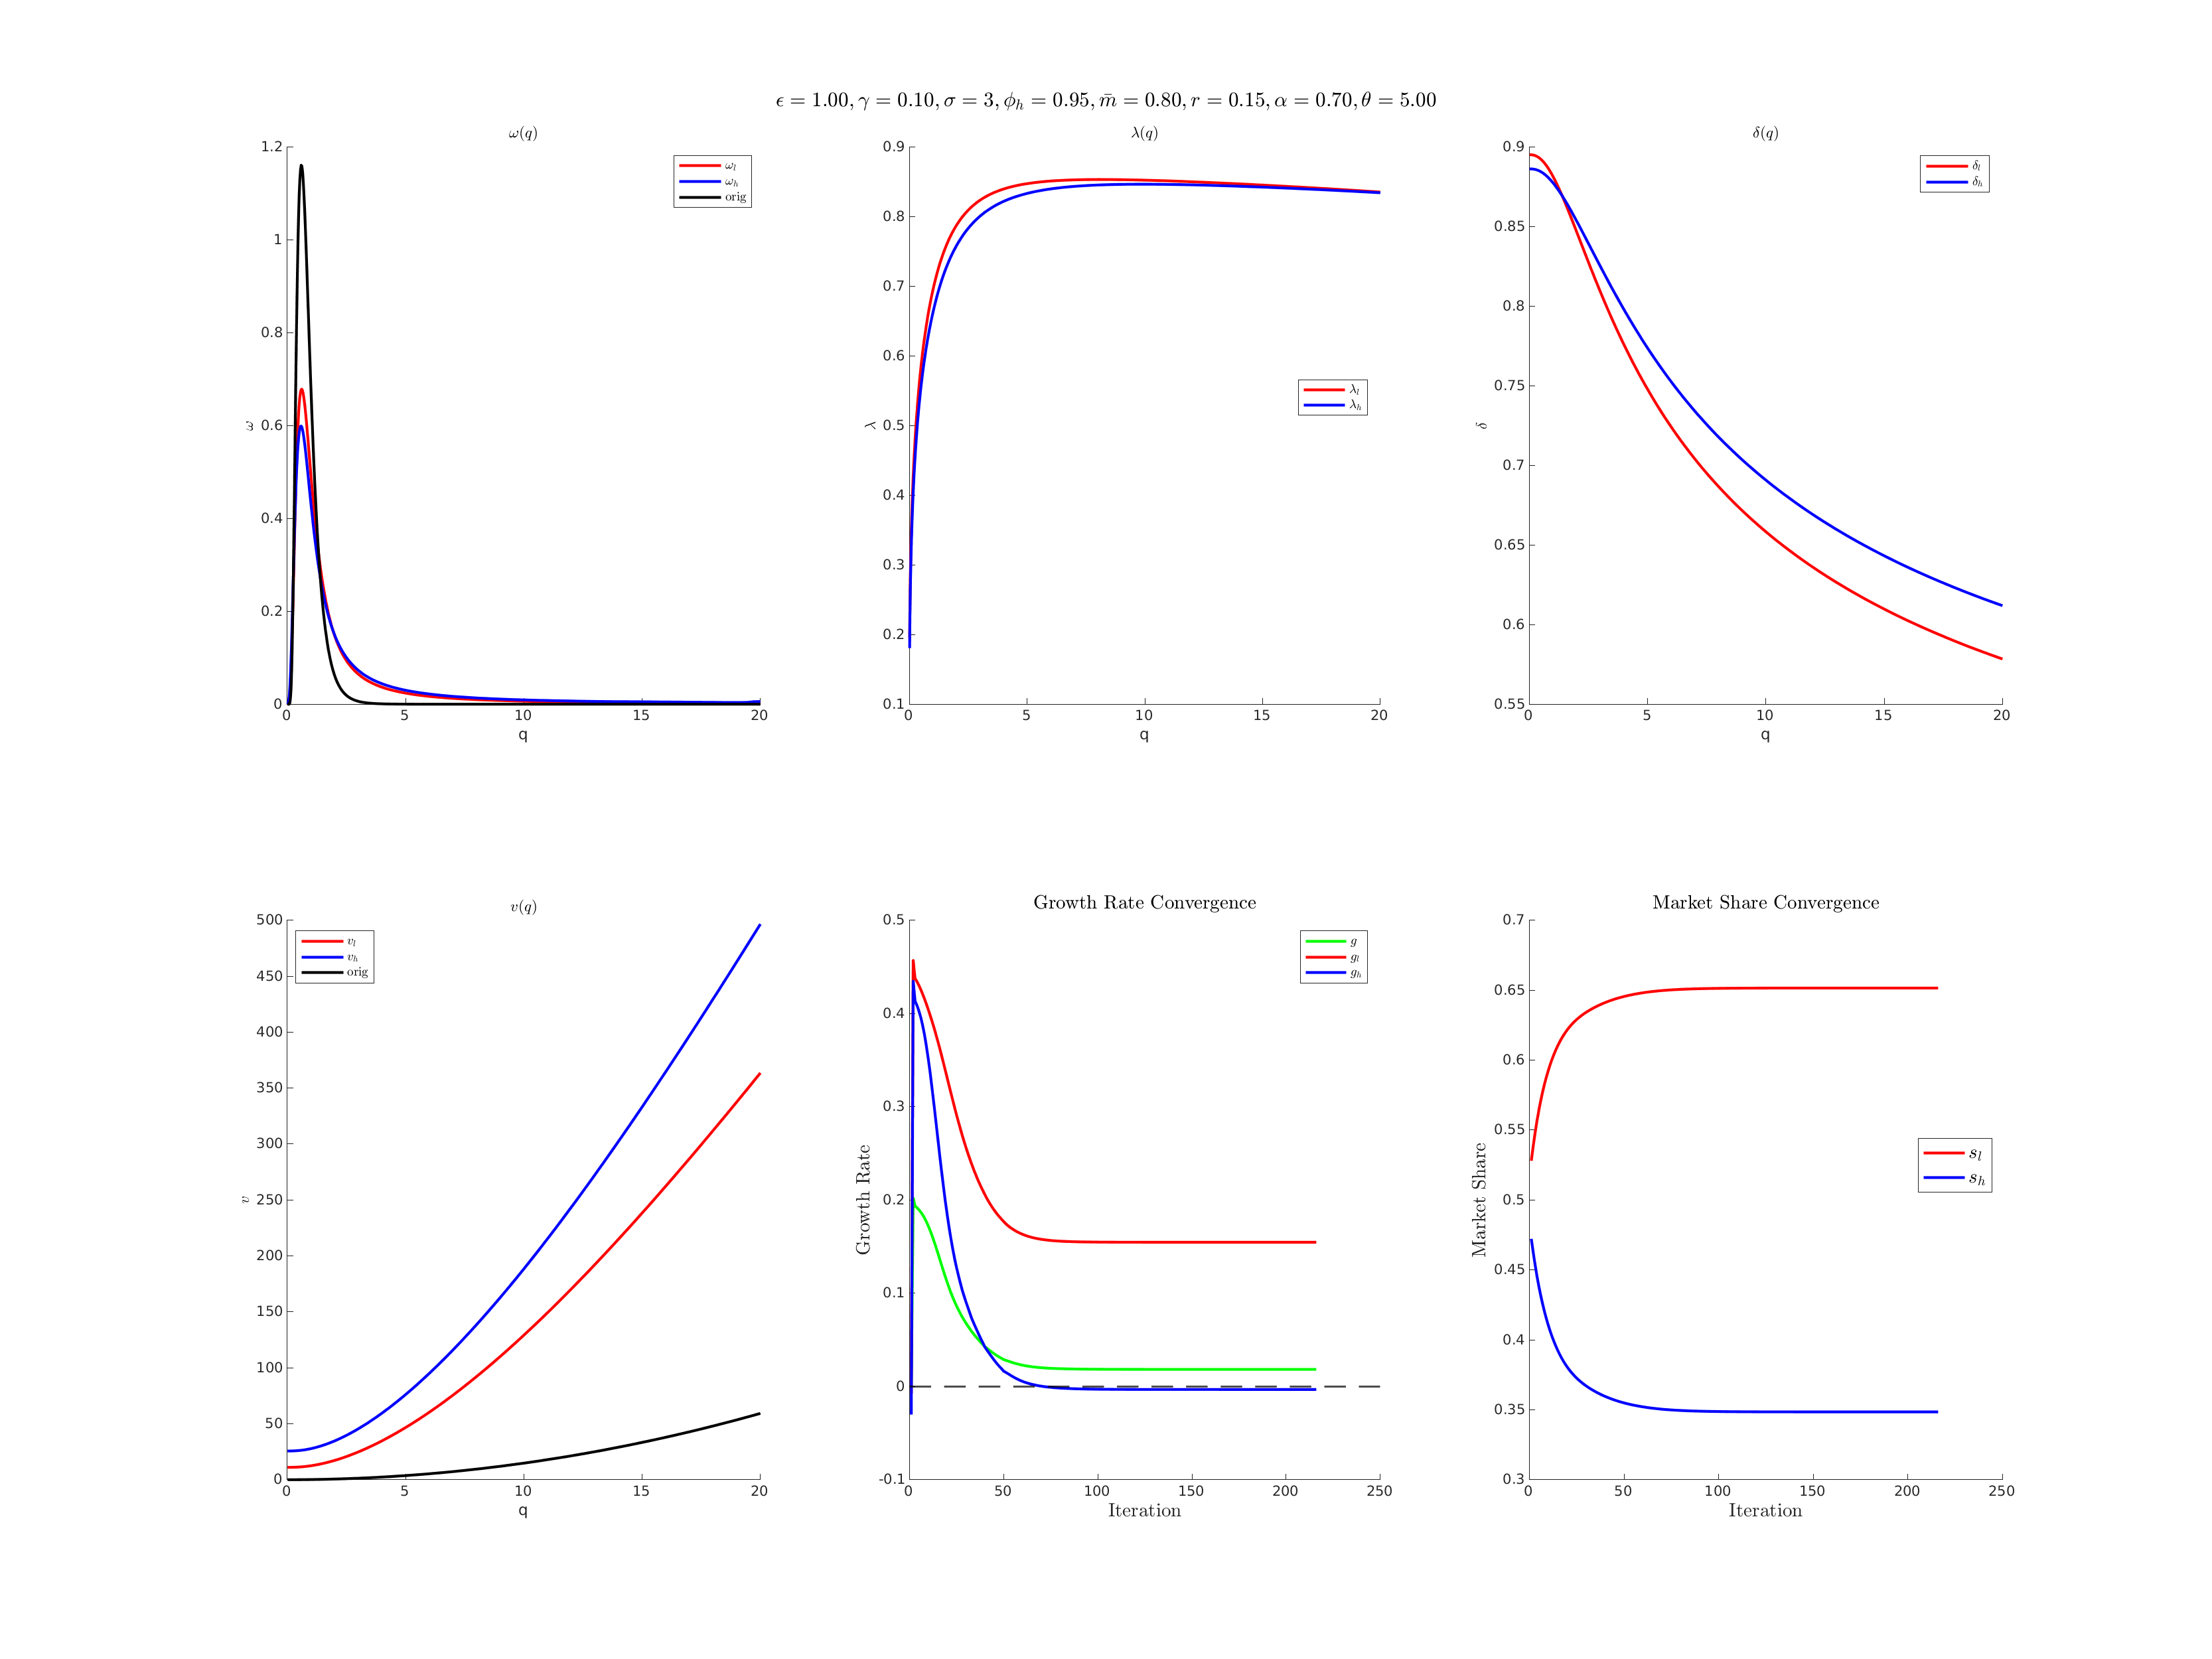 ϵ = 1.00, γ = 0.10, σ = 3, ϕ_h = 0.95, m̄ = 0.80, r = 0.15, α = 0.70, θ = 5.00
ω(q)
1.2
1
0.8
0.6
0.4
0.2
0
ω
0 5 10 15 20
q
ω_l
ω_h
orig
λ(q)
0.9
0.8
0.7
0.6
0.5
0.4
0.3
0.2
0.1
λ
0 5 10 15 20
q
λ_l
λ_h
δ(q)
0.9
0.85
0.8
0.75
0.7
0.65
0.6
0.55
δ
0 5 10 15 20
q
δ_l
δ_h
v(q)
500
450
400
350
300
250
200
150
100
50
0
v
0 5 10 15 20
q
v_l
v_h
orig
Growth Rate Convergence
0.5
0.4
0.3
0.2
0.1
0
-0.1
Growth Rate
0 50 100 150 200 250
Iteration
g
g_l
g_h
Market Share Convergence
0.7
0.65
0.6
0.55
0.5
0.45
0.4
0.35
0.3
Market Share
0 50 100 150 200 250
Iteration
s_l
s_h